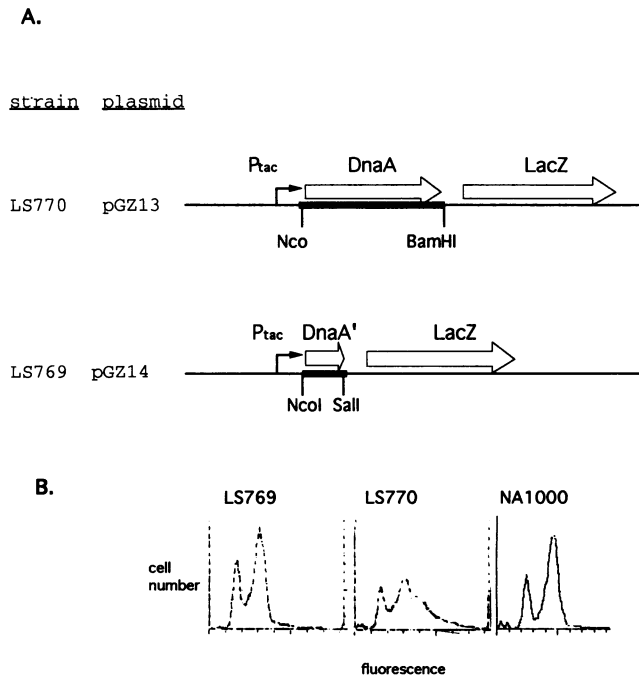 A.
strain plasmid
Ptac DnaA LacZ
LS770 pGZ13
Nco BamHI
Ptac DnaA' LacZ
LS769 pGZ14
NcoI SalI
B.
LS769 LS770 NA1000
cell
number
fluorescence